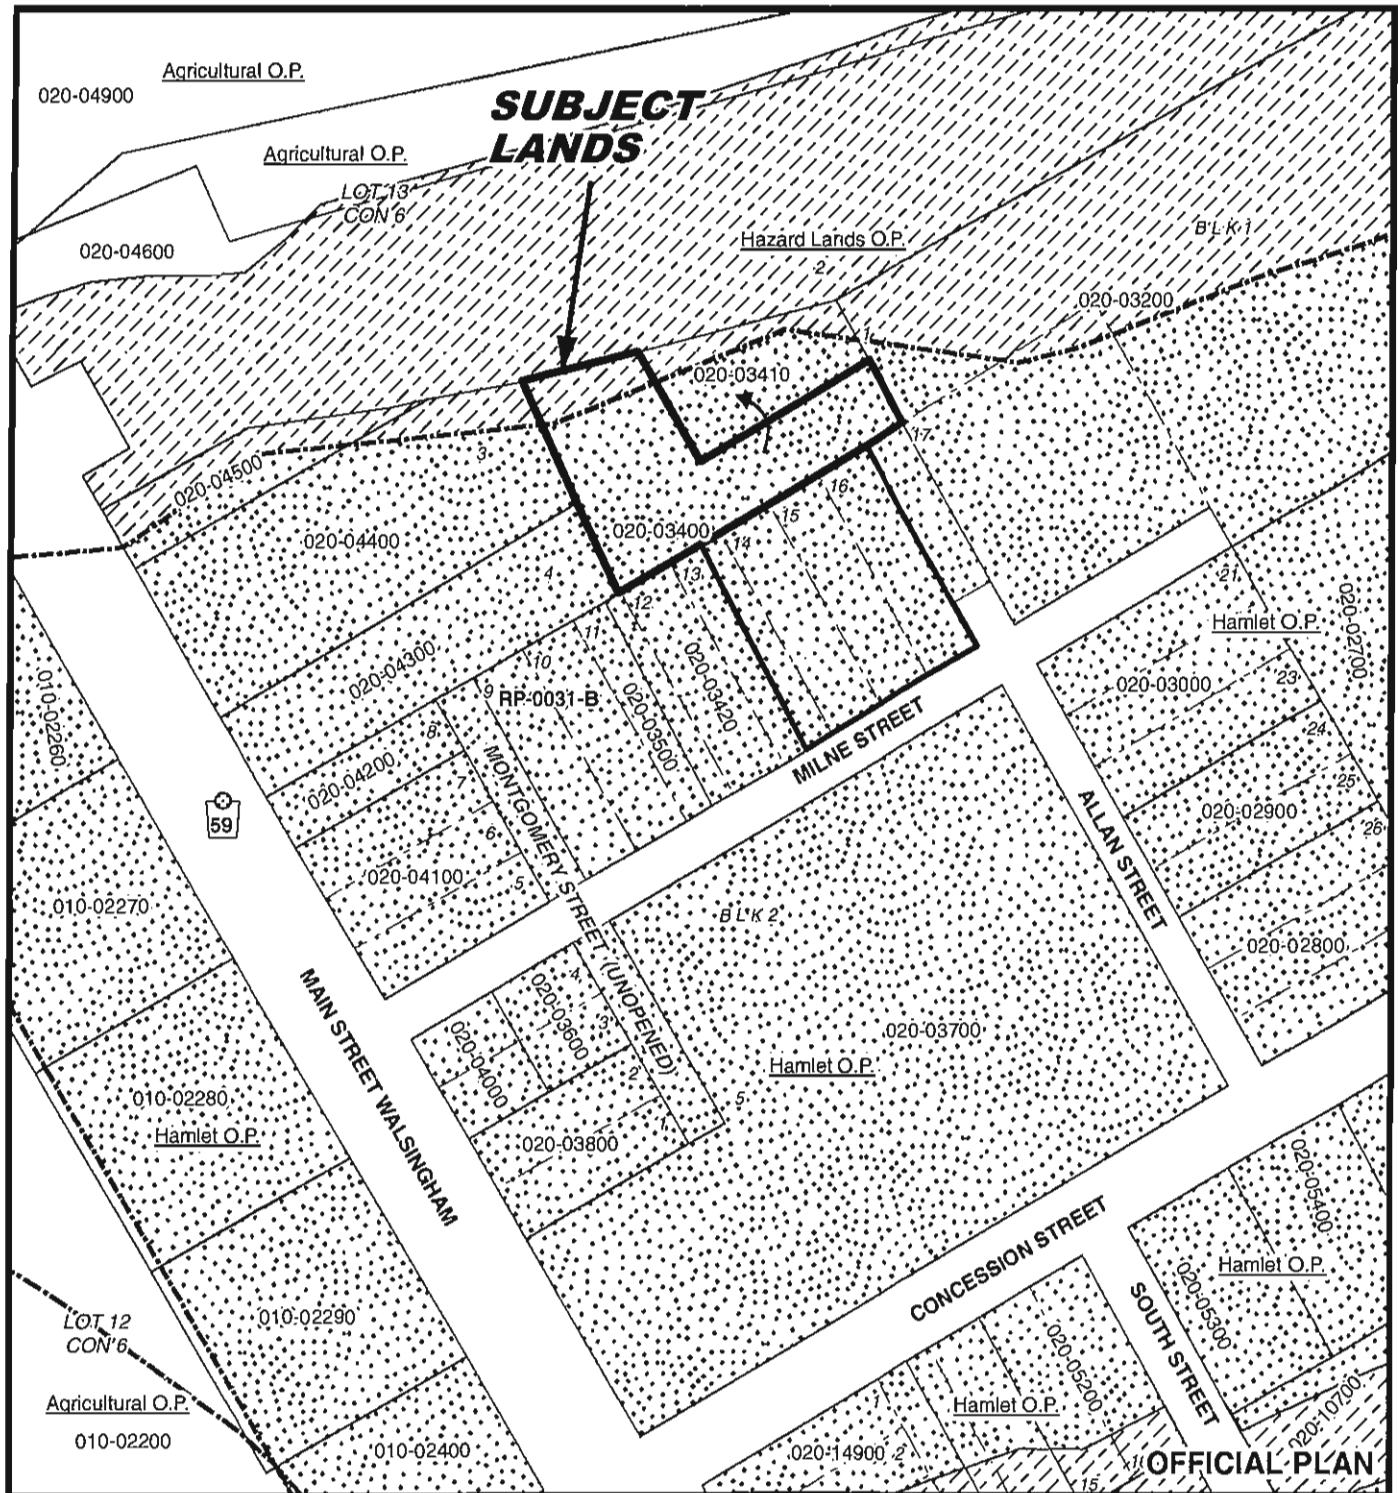 Agricultural O.P.
020-04900
SUBJECT
LANDS
Agricultural O.P.
LOT 13
CON 6
020-04600
Hazard Lands O.P.
2
BLK 1
020-03200
1
020-03410
3
020-04500
17
16
15
020-03400
14
020-04400
13
4
12
11
10
21
Hamlet O.P.
020-02700
020-04300
020-03420
010-02260
9
RP-0031-B
020-03500
020-03000
23
8
24
MILNE STREET
020-04200
7
MONTGOMERY STREET (UNOPENED)
25
59
6
ALLAN STREET
020-02900
26
020-04100
5
010-02270
BLK 2
020-02800
MAIN STREET WALSINGHAM
4
020-03600
3
020-03700
020-04000
2
Hamlet O.P.
010-02280
5
1
Hamlet O.P.
020-03800
020-05400
CONCESSION STREET
Hamlet O.P.
LOT 12
CON 6
010-02290
SOUTH STREET
020-05300
020-05200
Agricultural O.P.
1
Hamlet O.P.
010-02200
010-02400
020-14900
2
020-10700
OFFICIAL PLAN
15